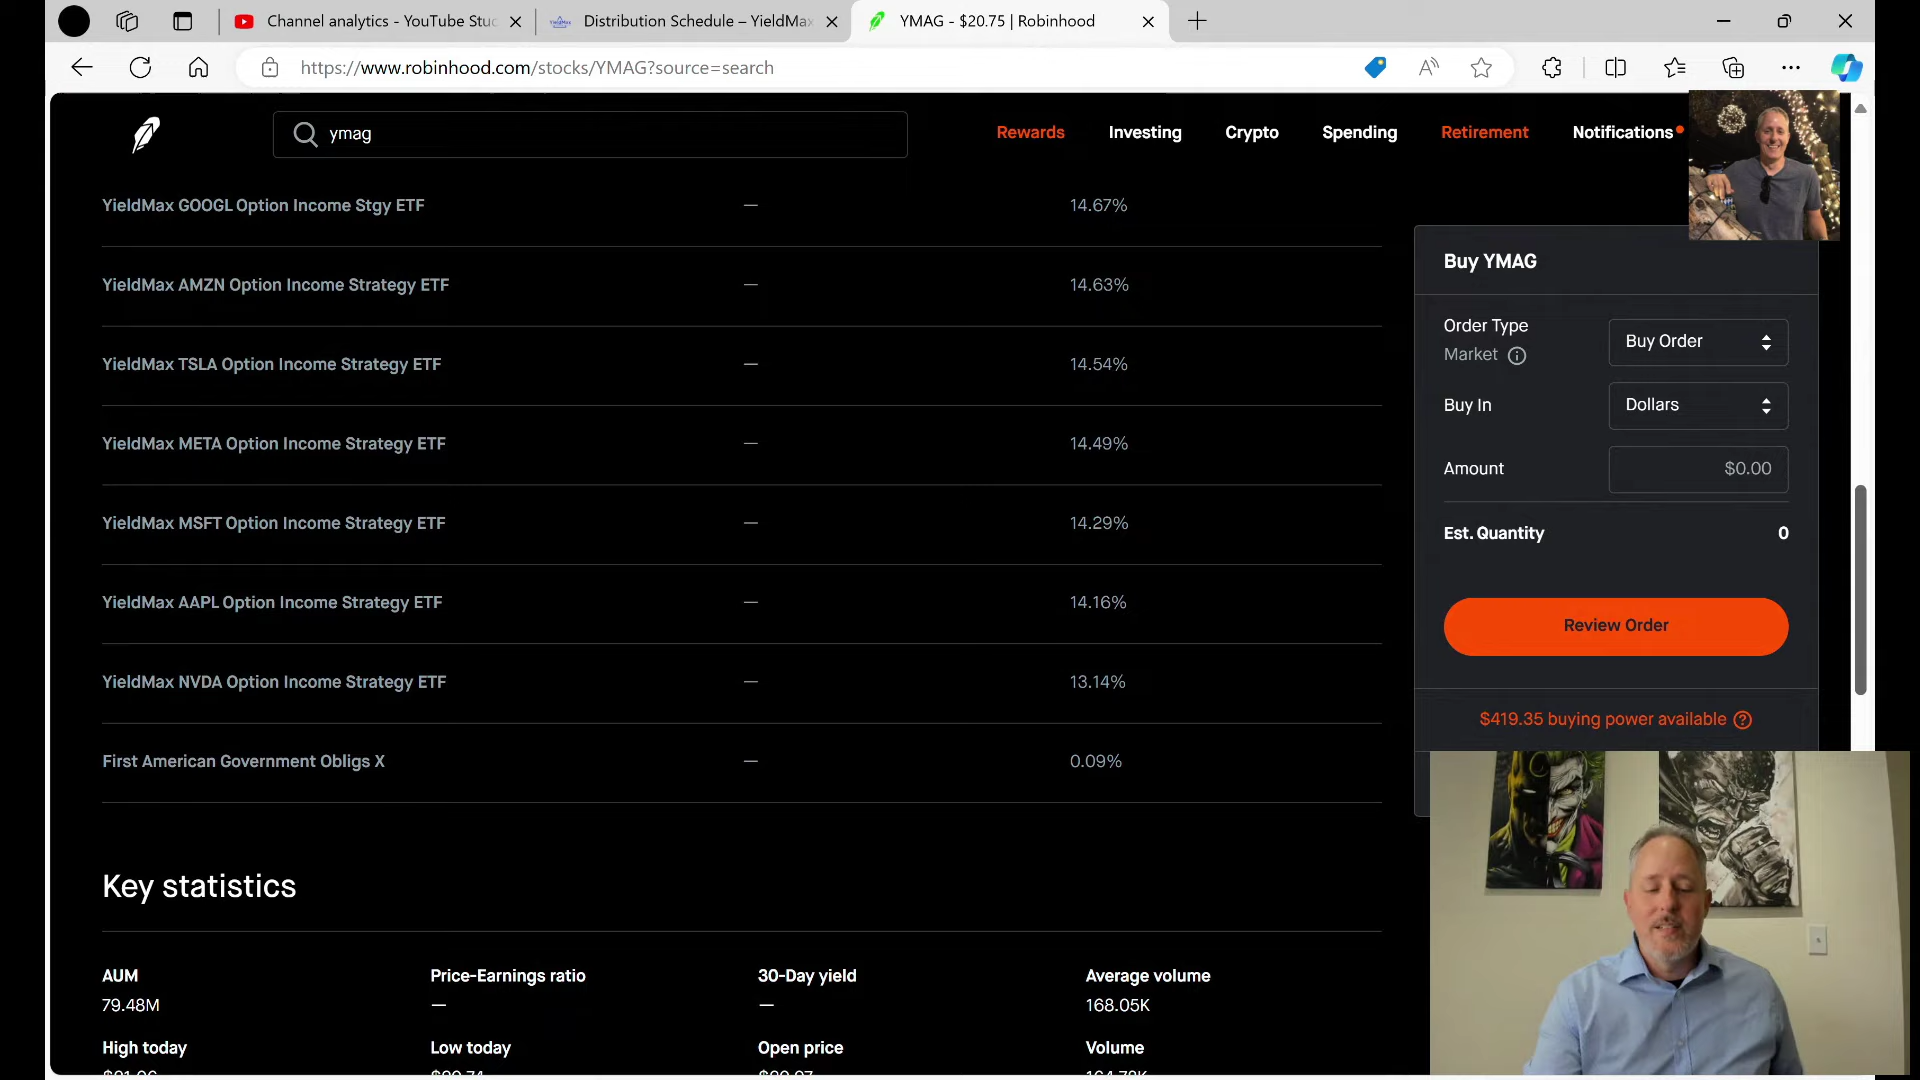 Channel analytics - YouTube Stuc
Distribution Schedule – YieldMax
YMAG - $20.75 | Robinhood
https://www.robinhood.com/stocks/YMAG?source=search
ymag
Rewards
Investing
Crypto
Spending
Retirement
Notifications
YieldMax GOOGL Option Income Stgy ETF — 14.67%
YieldMax AMZN Option Income Strategy ETF — 14.63%
YieldMax TSLA Option Income Strategy ETF — 14.54%
YieldMax META Option Income Strategy ETF — 14.49%
YieldMax MSFT Option Income Strategy ETF — 14.29%
YieldMax AAPL Option Income Strategy ETF — 14.16%
YieldMax NVDA Option Income Strategy ETF — 13.14%
First American Government Obligs X — 0.09%
Key statistics
AUM
79.48M
Price-Earnings ratio
—
30-Day yield
—
Average volume
168.05K
High today
Low today
Open price
Volume
Buy YMAG
Order Type
Market
Buy Order
Buy In
Dollars
Amount
$0.00
Est. Quantity
0
Review Order
$419.35 buying power available